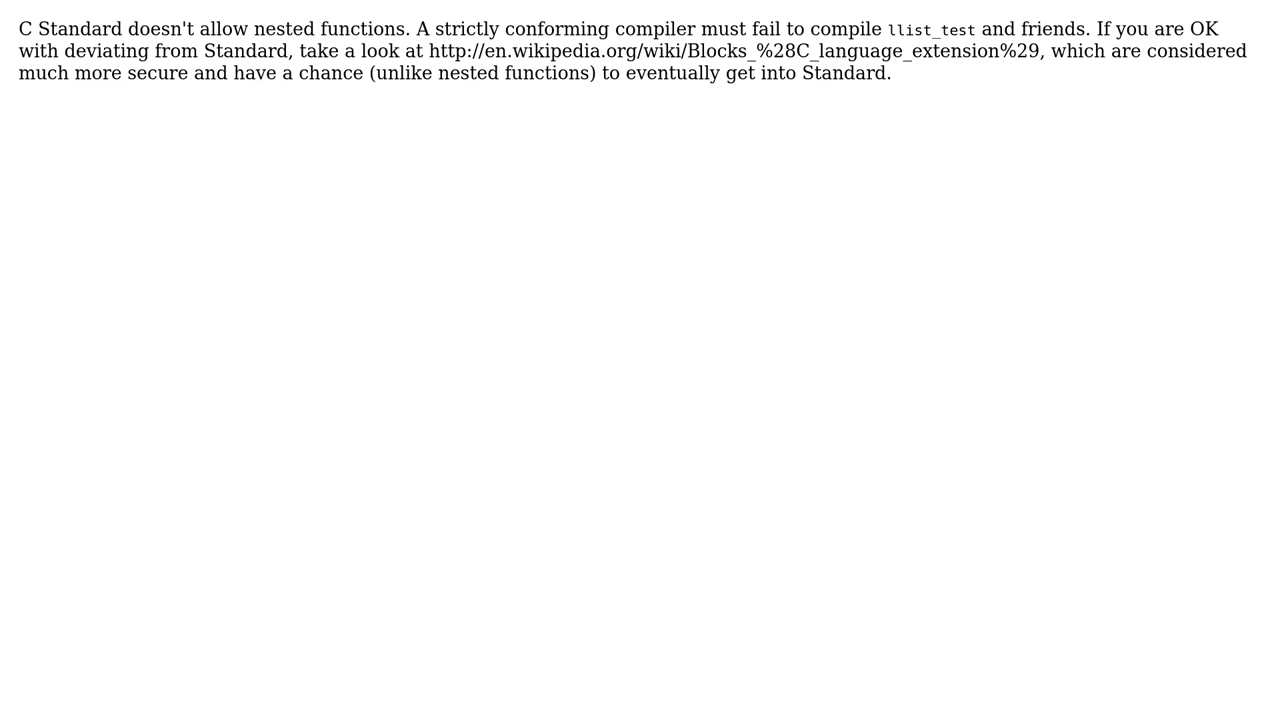 C Standard doesn't allow nested functions. A strictly conforming compiler must fail to compile llist_test and friends. If you are OK
with deviating from Standard, take a look at http://en.wikipedia.org/wiki/Blocks_%28C_language_extension%29, which are considered
much more secure and have a chance (unlike nested functions) to eventually get into Standard.